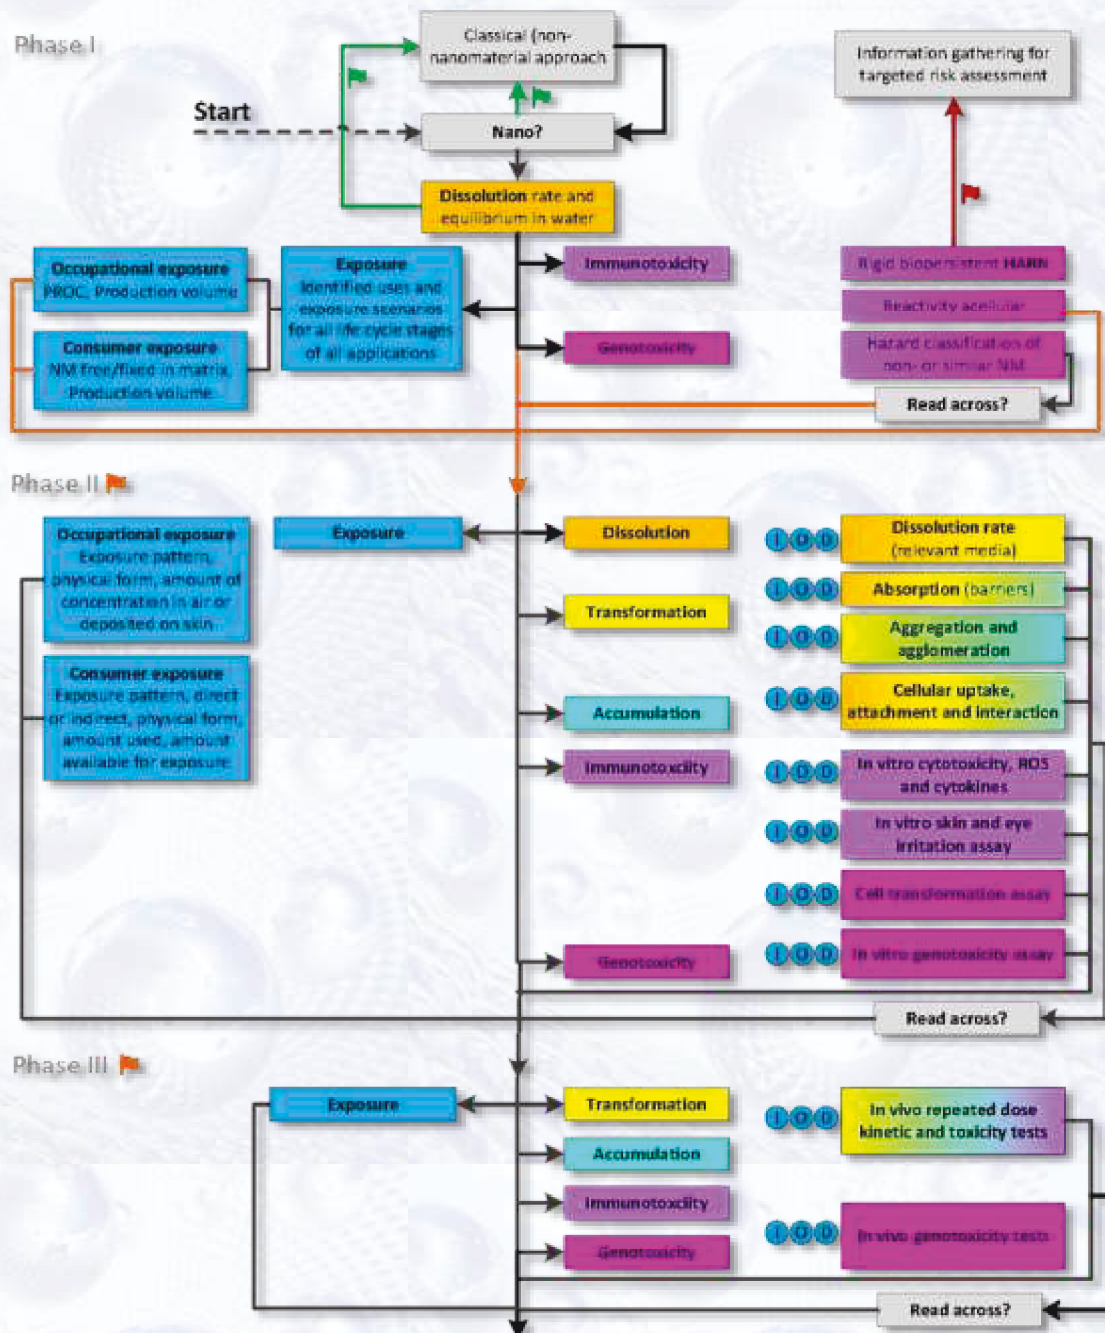 Phase I
Classical (non-
nanomaterial approach
Information gathering for
targeted risk assessment
Start
Nano?
Dissolution rate and
equilibrium in water
Occupational exposure
PROC, Production volume
Exposure
Identified uses and
exposure scenarios
for all life cycle stages
of all applications
Immunotoxicity
Rigid biopersistent HARN
Reactivity acellular
Consumer exposure
NM free/fixed in matrix,
Production volume
Genotoxicity
Hazard classification of
non- or similar NM
Read across?
Phase II
Occupational exposure
Exposure pattern,
physical form, amount of
concentration in air or
deposited on skin
Exposure
Dissolution
I O D
Dissolution rate
(relevant media)
Transformation
I O D
Absorption (barriers)
I O D
Aggregation and
agglomeration
Consumer exposure
Exposure pattern, direct
or indirect, physical form,
amount used, amount
available for exposure
Accumulation
I O D
Cellular uptake,
attachment and interaction
Immunotoxciity
I O D
In vitro cytotoxicity, ROS
and cytokines
I O D
In vitro skin and eye
irritation assay
I O D
Cell transformation assay
Genotoxicity
I O D
In vitro genotoxicity assay
Read across?
Phase III
Exposure
Transformation
I O D
In vivo repeated dose
kinetic and toxicity tests
Accumulation
Immunotoxciity
Genotoxicity
I O D
In vivo genotoxicity tests
Read across?